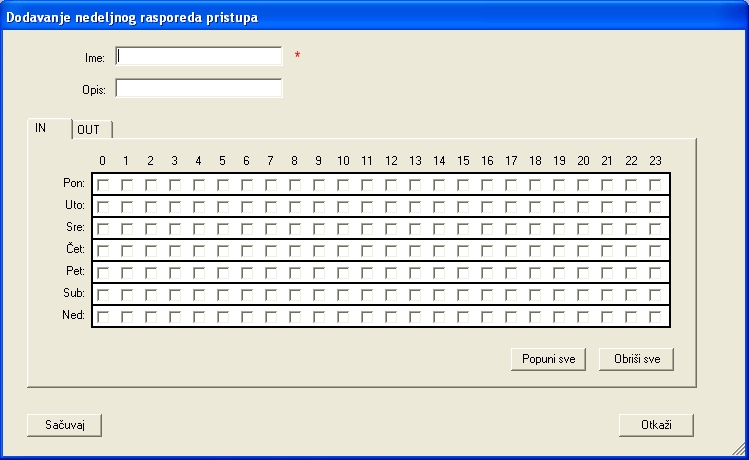 Dodavanje nedeljnog rasporeda pristupa
Ime: *
Opis:
IN OUT
0 1 2 3 4 5 6 7 8 9 10 11 12 13 14 15 16 17 18 19 20 21 22 23
Pon:
Uto:
Sre:
Čet:
Pet:
Sub:
Ned:
Popuni sve Obriši sve
Sačuvaj Otkaži